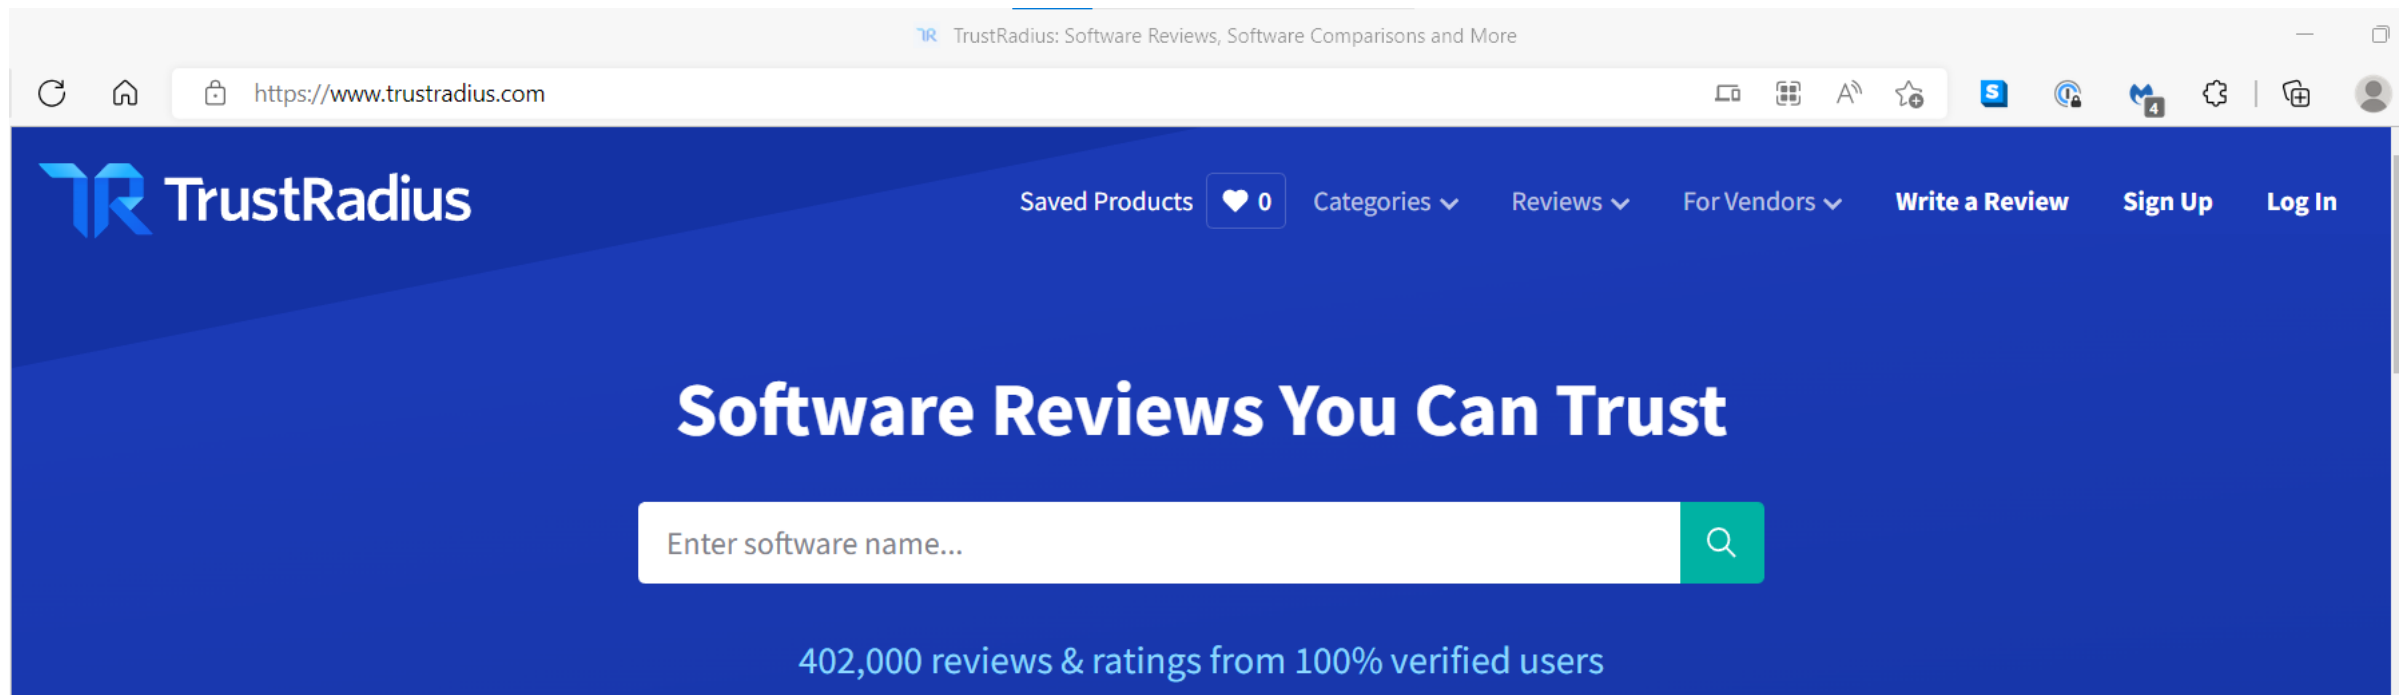 TrustRadius: Software Reviews, Software Comparisons and More
https://www.trustradius.com
S
4
TR TrustRadius
Saved Products 0 Categories Reviews For Vendors Write a Review Sign Up Log In
Software Reviews You Can Trust
Enter software name...
402,000 reviews & ratings from 100% verified users